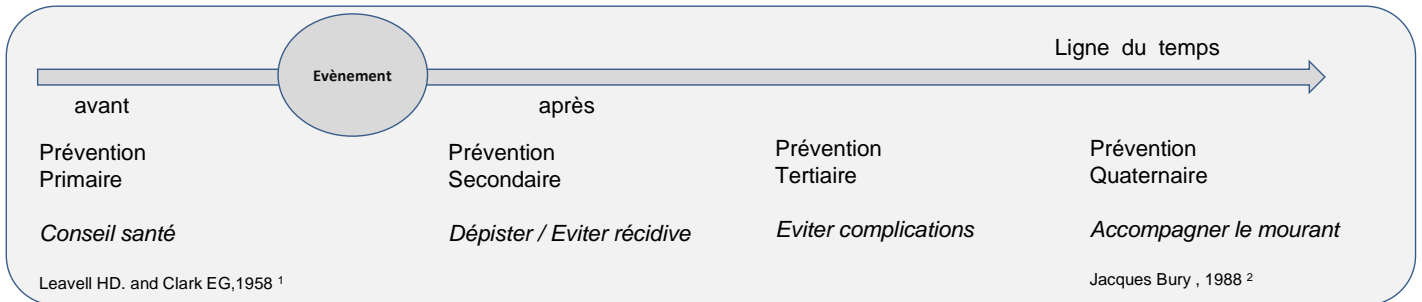 Ligne du temps
Evènement
avant
après
Prévention
Primaire
Conseil santé
Leavell HD. and Clark EG,1958 1
Prévention
Secondaire
Dépister / Eviter récidive
Prévention
Tertiaire
Eviter complications
Prévention
Quaternaire
Accompagner le mourant
Jacques Bury , 1988 2